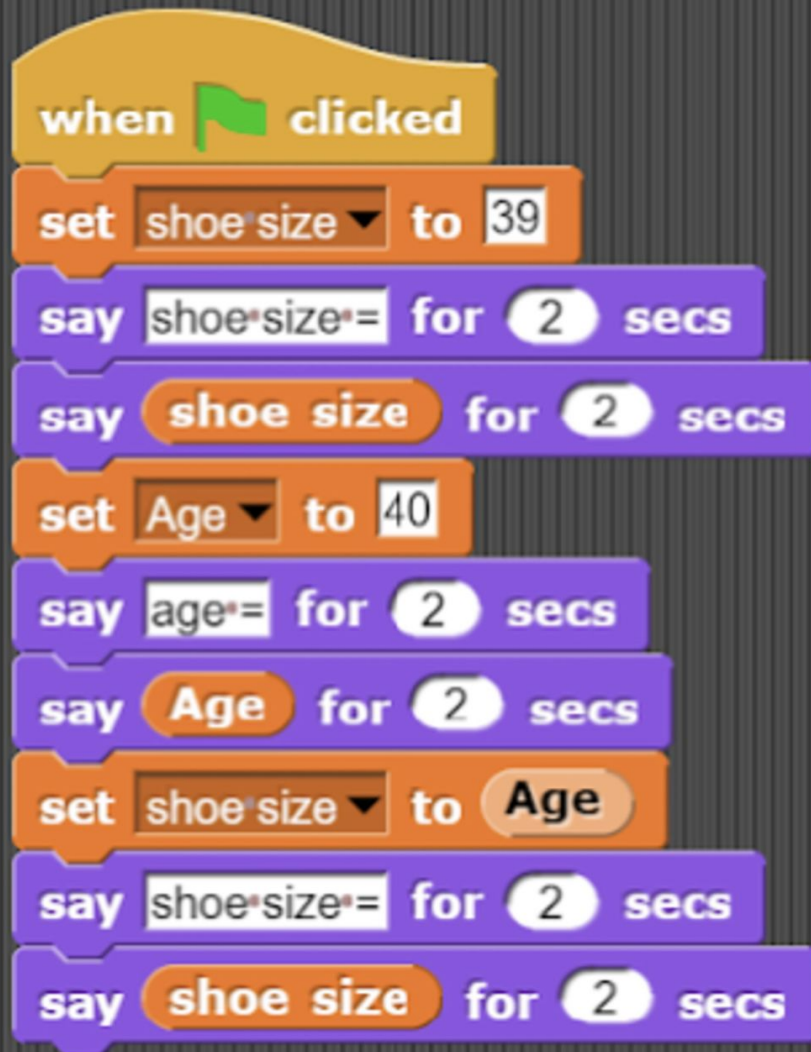 when clicked
set shoe size to 39
say shoe size = for 2 secs
say shoe size for 2 secs
set Age to 40
say age = for 2 secs
say Age for 2 secs
set shoe size to Age
say shoe size = for 2 secs
say shoe size for 2 secs